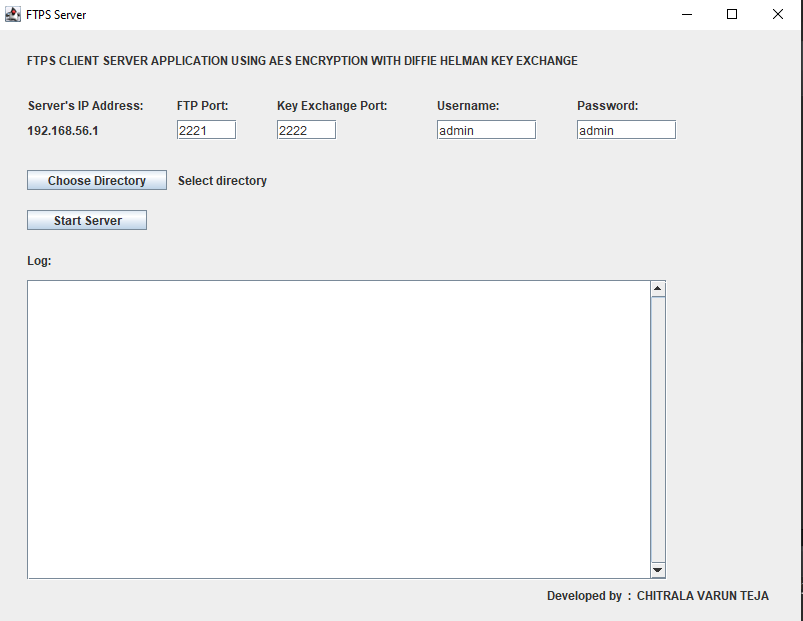 FTPS Server
FTPS CLIENT SERVER APPLICATION USING AES ENCRYPTION WITH DIFFIE HELMAN KEY EXCHANGE
Server's IP Address: FTP Port: Key Exchange Port: Username: Password:
192.168.56.1 2221 2222 admin admin
Choose Directory Select directory
Start Server
Log:
Developed by : CHITRALA VARUN TEJA